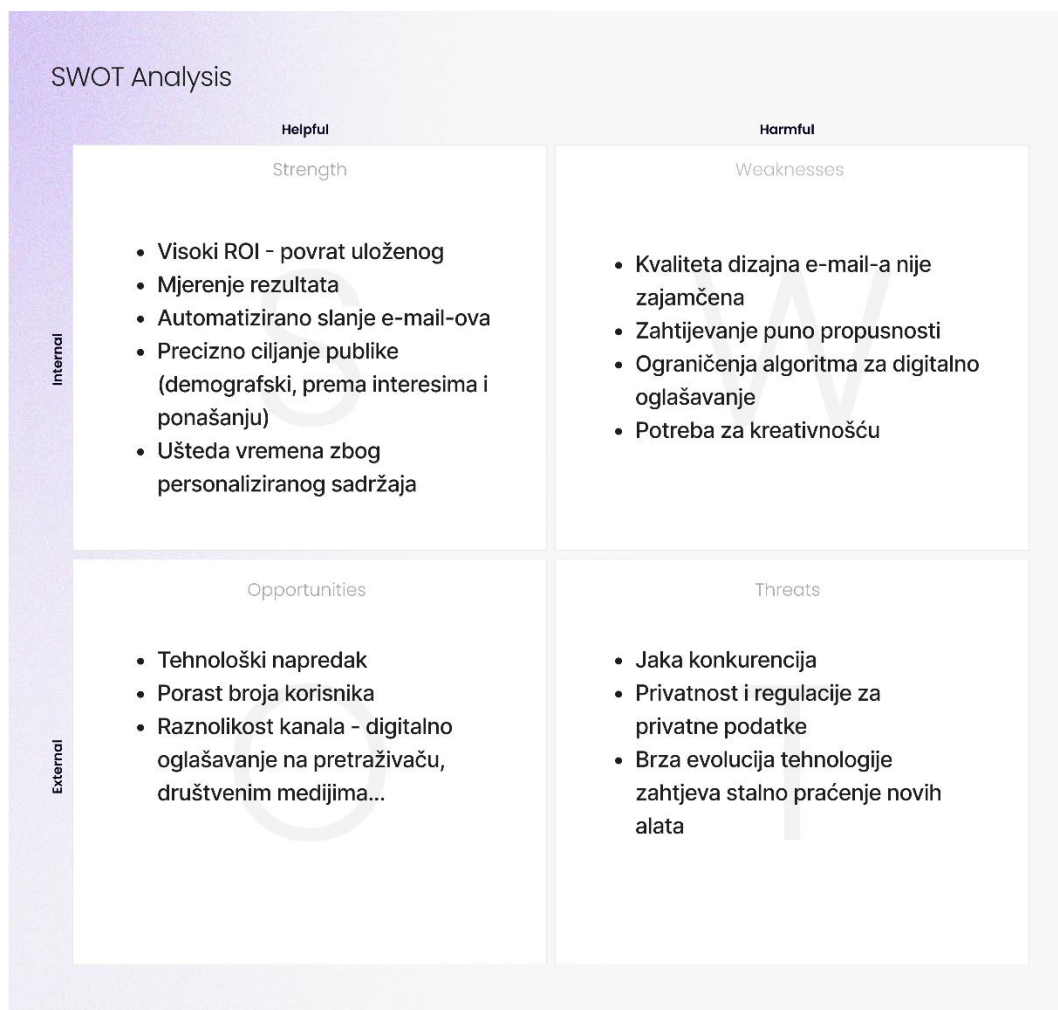 SWOT Analysis
Helpful
Harmful
Internal
Strength
S
• Visoki ROI - povrat uloženog
• Mjerenje rezultata
• Automatizirano slanje e-mail-ova
• Precizno ciljanje publike
(demografski, prema interesima i
ponašanju)
• Ušteda vremena zbog
personaliziranog sadržaja
Weaknesses
W
• Kvaliteta dizajna e-mail-a nije
zajamčena
• Zahtijevanje puno propusnosti
• Ograničenja algoritma za digitalno
oglašavanje
• Potreba za kreativnošću
External
Opportunities
O
• Tehnološki napredak
• Porast broja korisnika
• Raznolikost kanala - digitalno
oglašavanje na pretraživaču,
društvenim medijima...
Threats
T
• Jaka konkurencija
• Privatnost i regulacije za
privatne podatke
• Brza evolucija tehnologije
zahtjeva stalno praćenje novih
alata